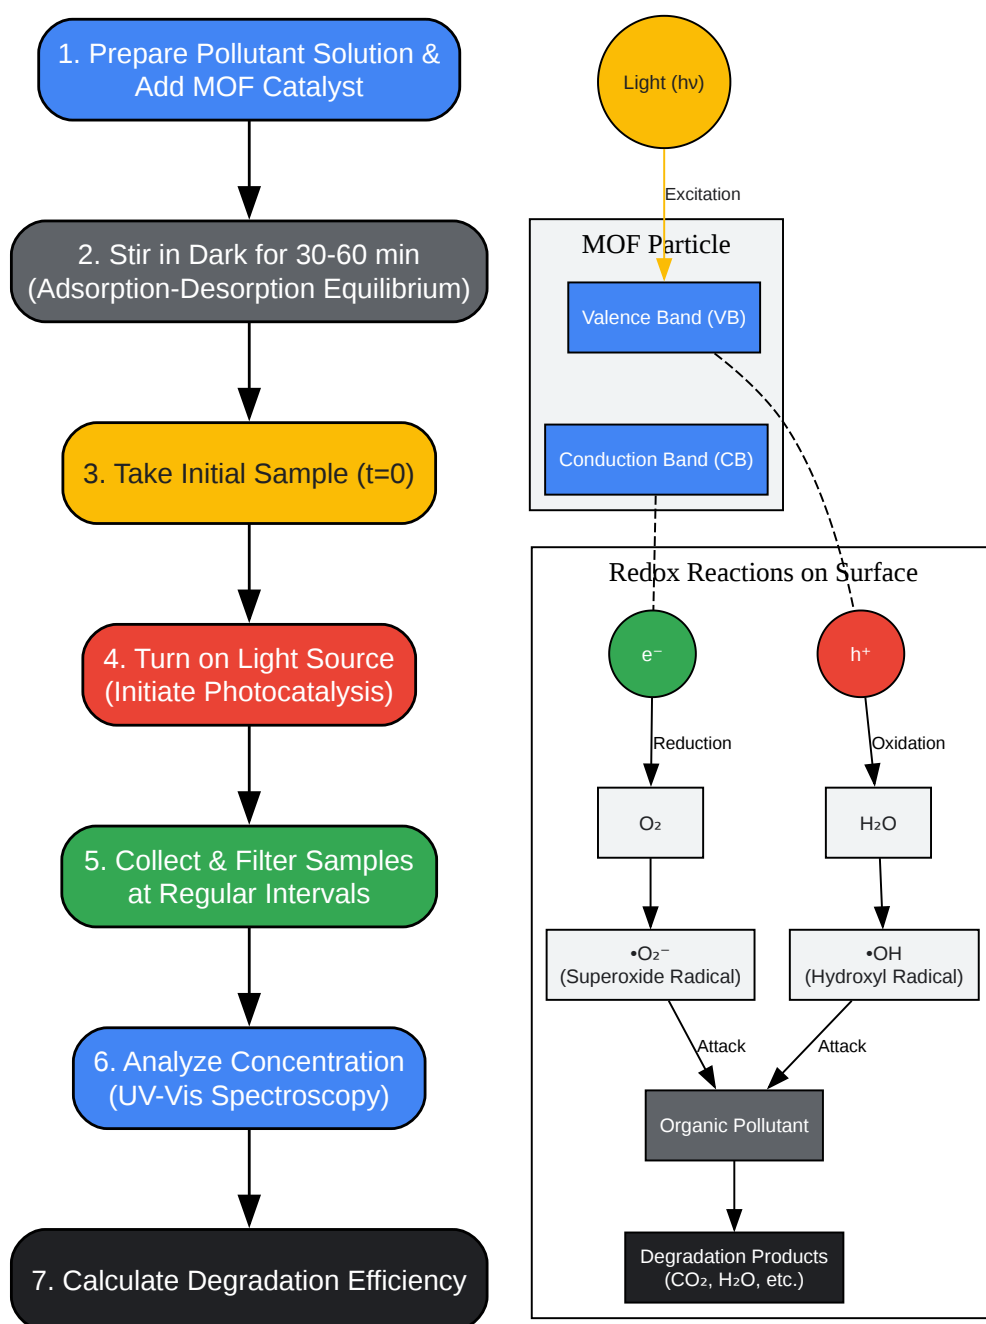 1. Prepare Pollutant Solution &
Add MOF Catalyst
2. Stir in Dark for 30-60 min
(Adsorption-Desorption Equilibrium)
3. Take Initial Sample (t=0)
4. Turn on Light Source
(Initiate Photocatalysis)
5. Collect & Filter Samples
at Regular Intervals
6. Analyze Concentration
(UV-Vis Spectroscopy)
7. Calculate Degradation Efficiency
Light (hν)
Excitation
MOF Particle
Valence Band (VB)
Conduction Band (CB)
Redox Reactions on Surface
e⁻
h⁺
Reduction
Oxidation
O₂
H₂O
•O₂⁻
(Superoxide Radical)
•OH
(Hydroxyl Radical)
Attack
Attack
Organic Pollutant
Degradation Products
(CO₂, H₂O, etc.)